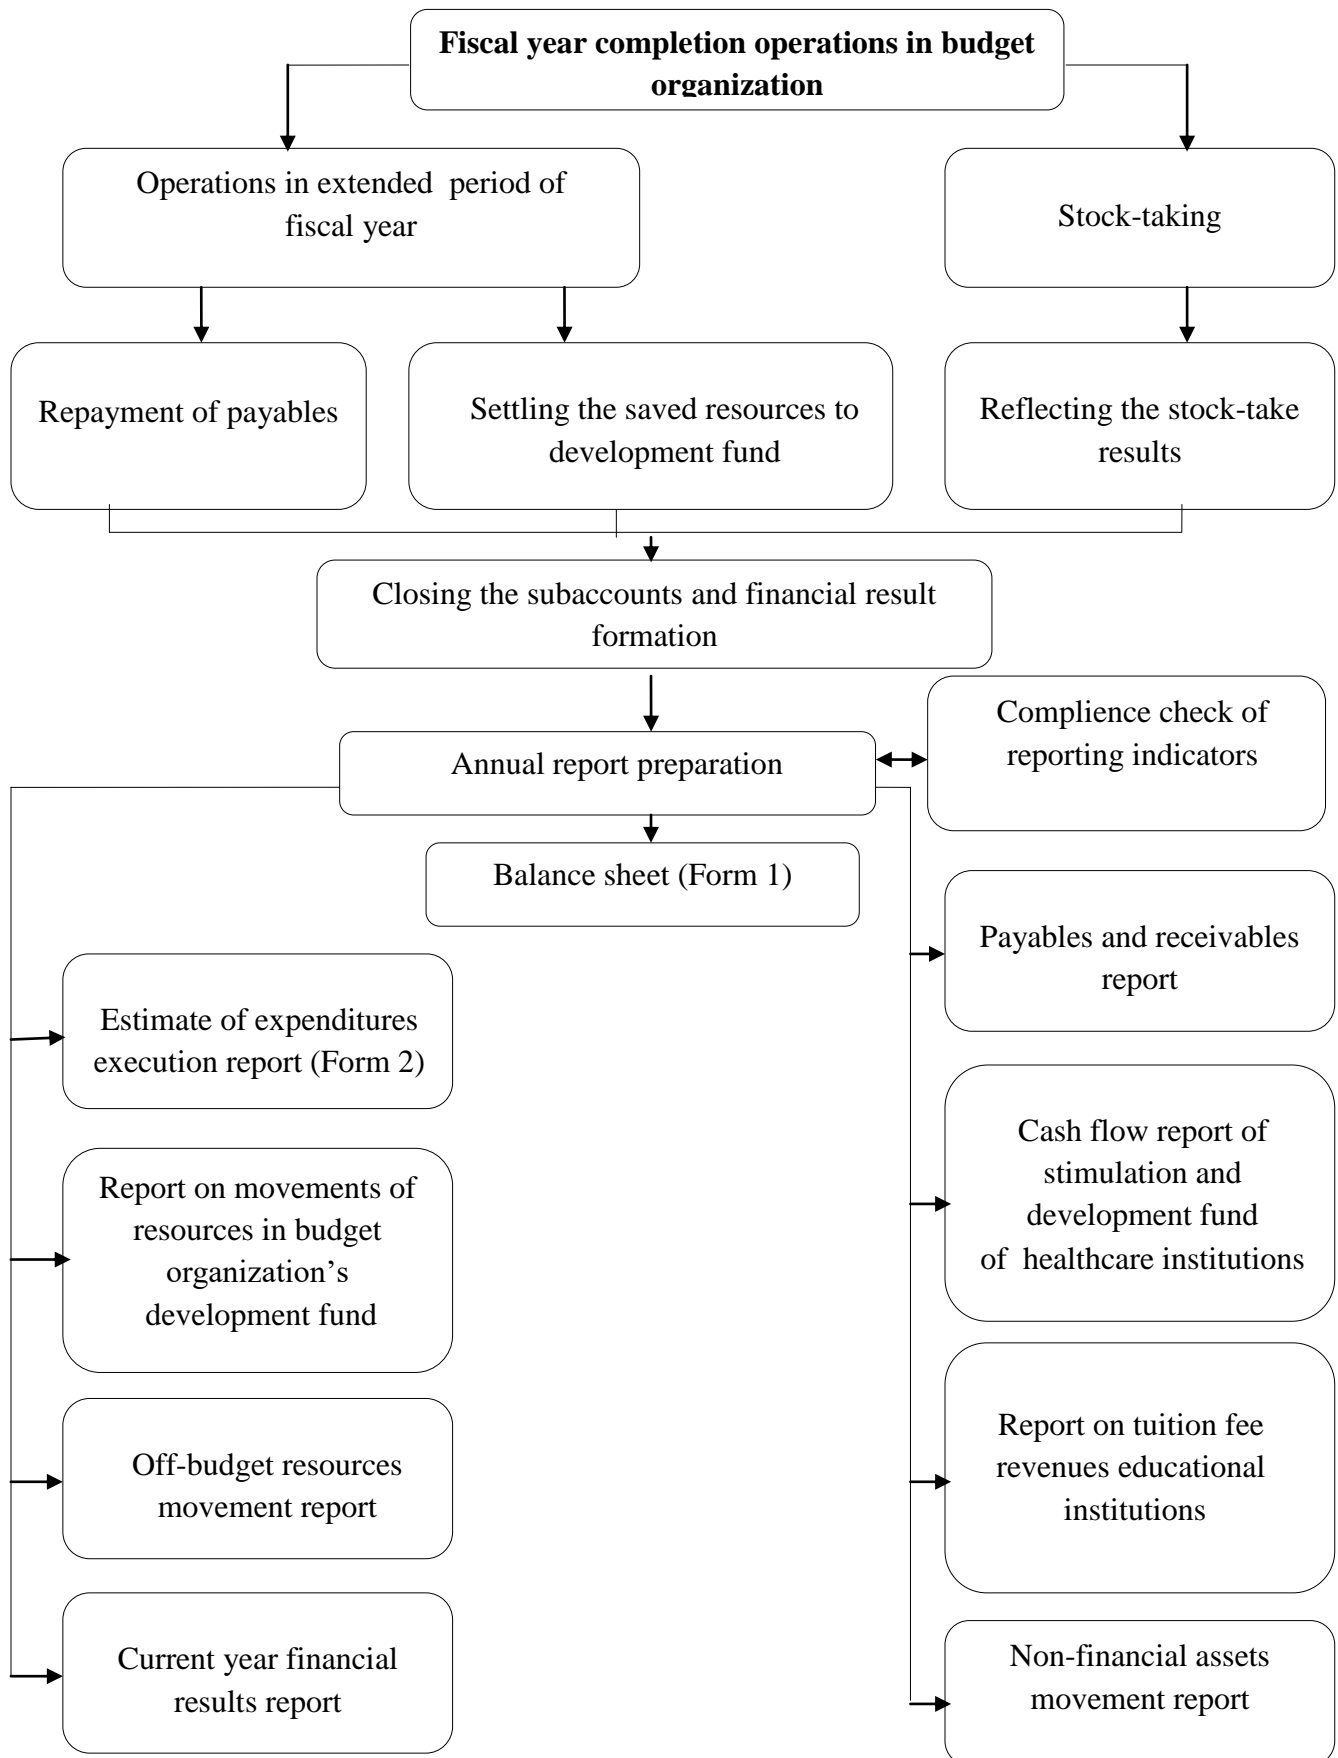 Fiscal year completion operations in budget
organization
Operations in extended period of
fiscal year
Stock-taking
Repayment of payables
Settling the saved resources to
development fund
Reflecting the stock-take
results
Closing the subaccounts and financial result
formation
Complience check of
reporting indicators
Annual report preparation
Balance sheet (Form 1)
Payables and receivables
report
Estimate of expenditures
execution report (Form 2)
Cash flow report of
stimulation and
development fund
of healthcare institutions
Report on movements of
resources in budget
organization’s
development fund
Report on tuition fee
revenues educational
institutions
Off-budget resources
movement report
Current year financial
results report
Non-financial assets
movement report